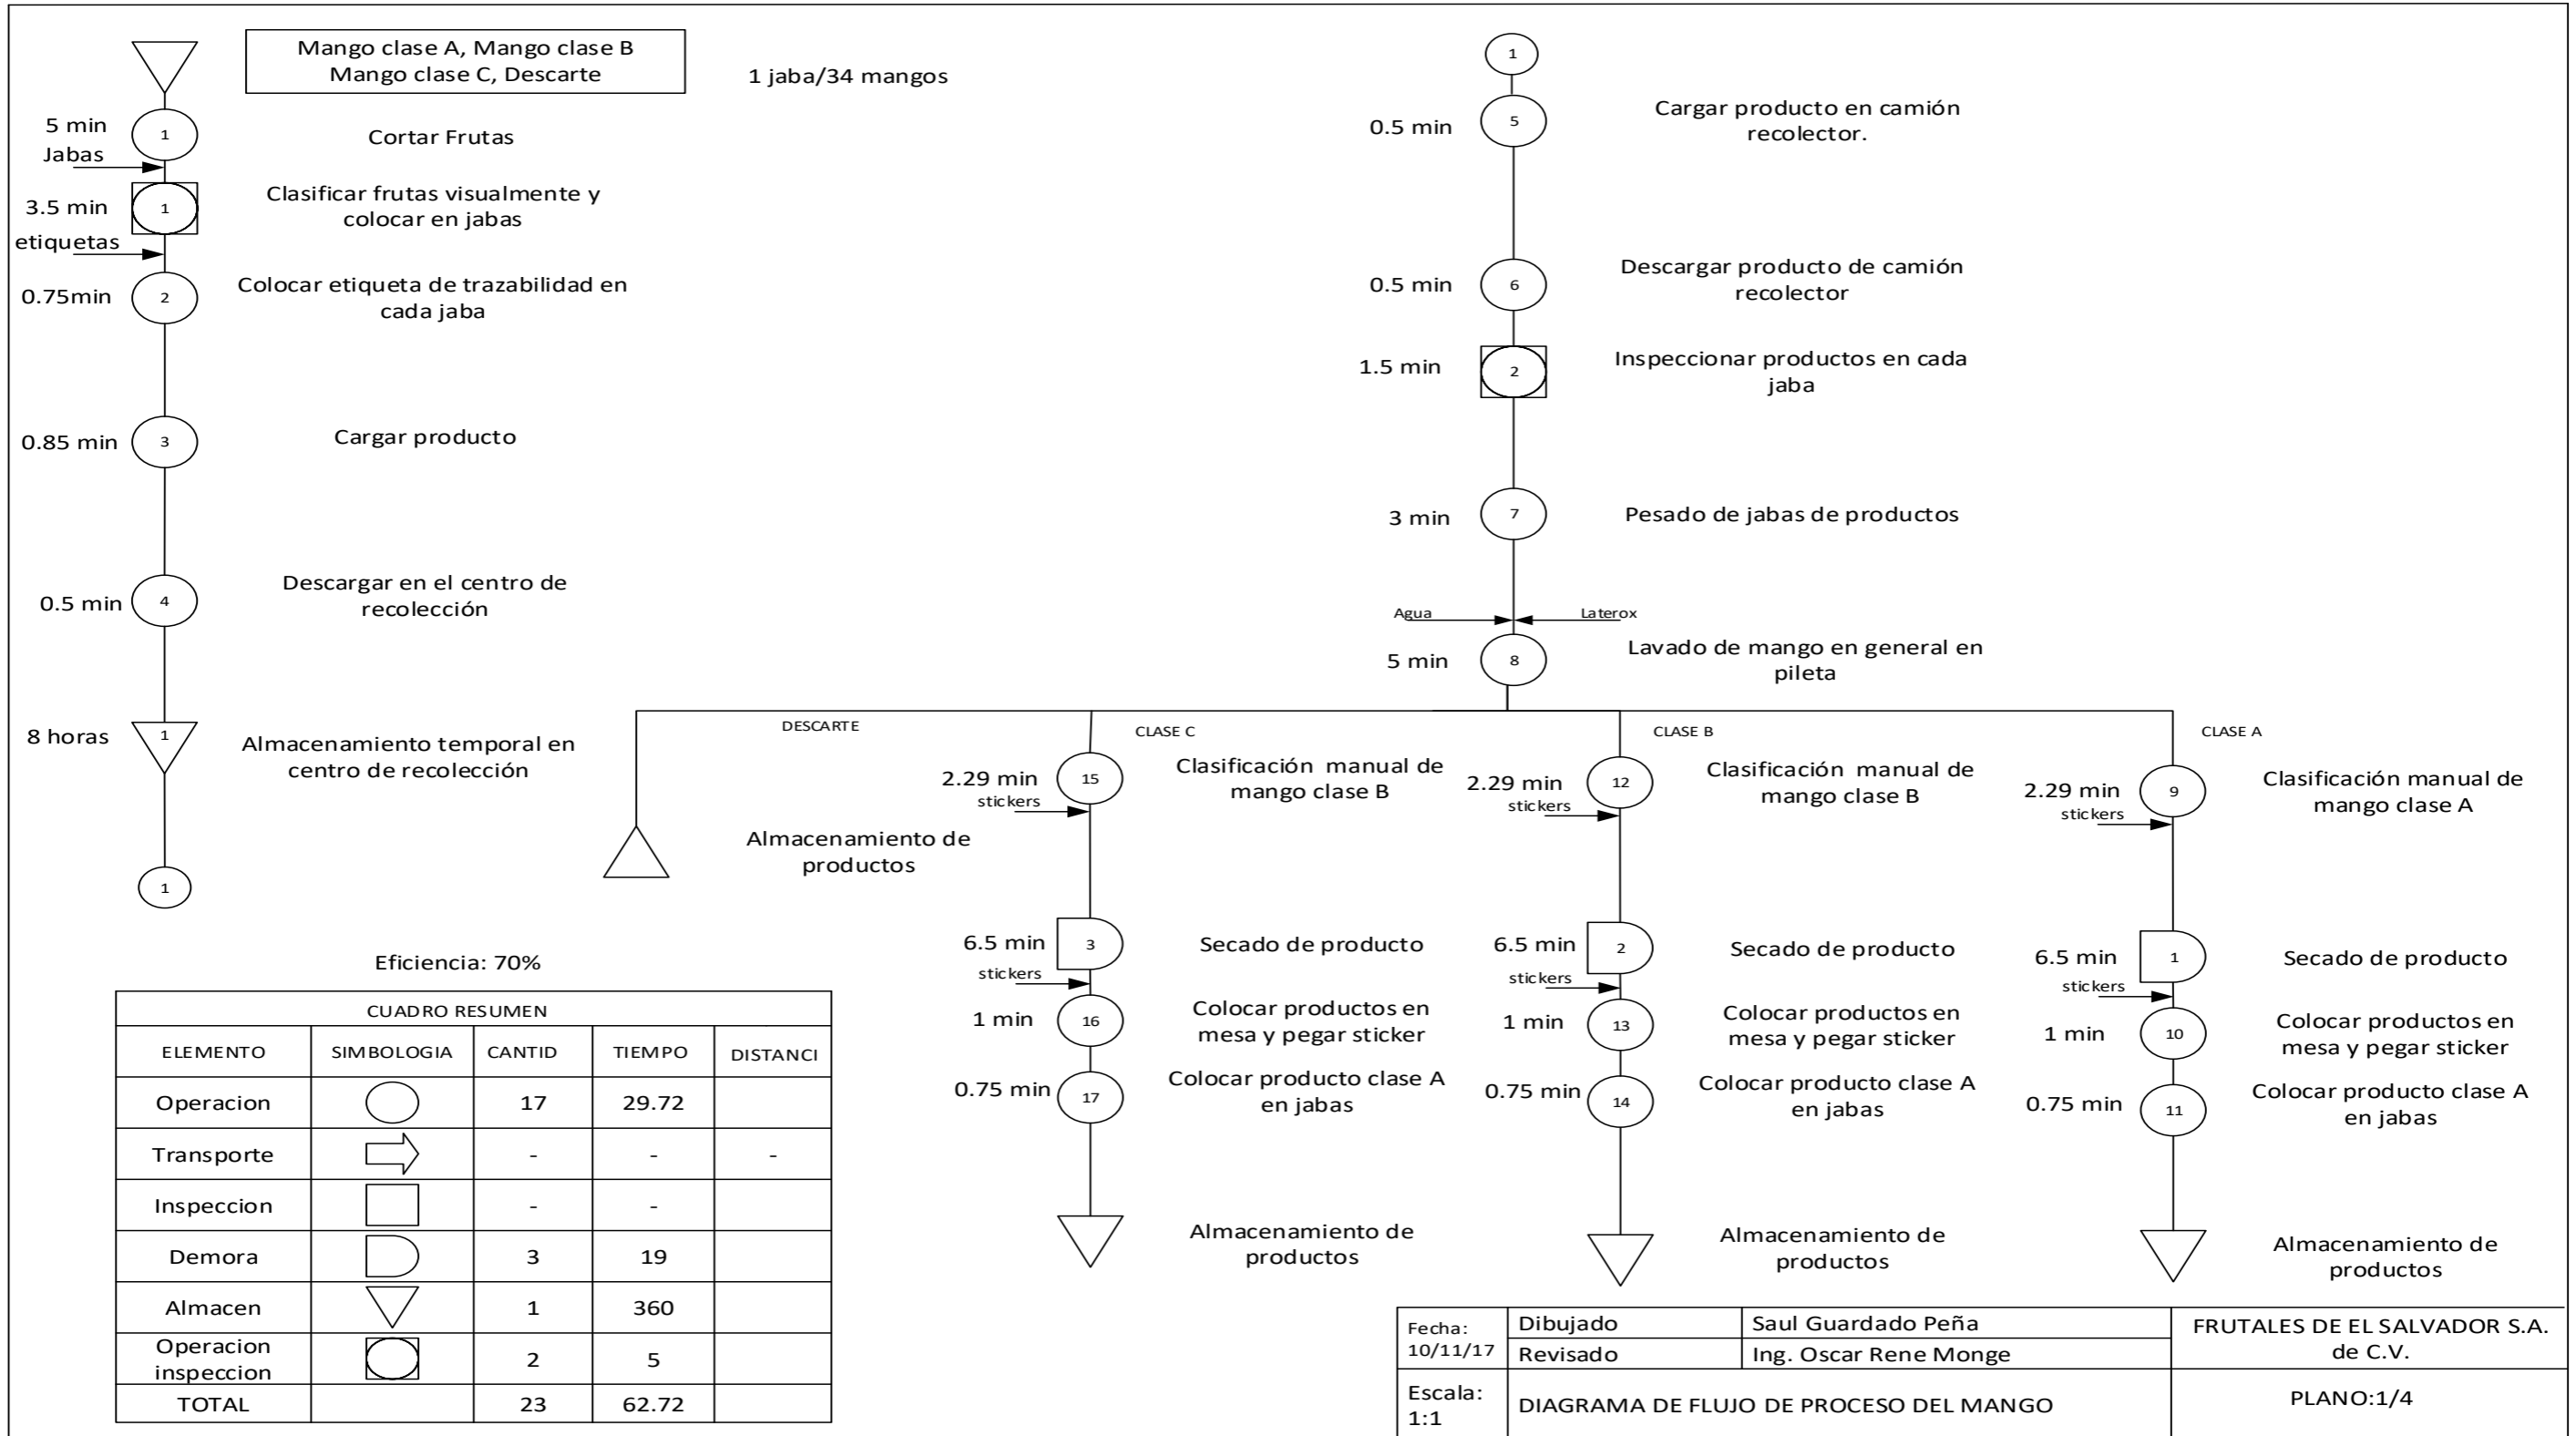 Mango clase A, Mango clase B
Mango clase C, Descarte
1 jaba/34 mangos
5 min
1
Cortar Frutas
Jabas
3.5 min
1
Clasificar frutas visualmente y
colocar en jabas
etiquetas
0.75min
2
Colocar etiqueta de trazabilidad en
cada jaba
0.85 min
3
Cargar producto
0.5 min
4
Descargar en el centro de
recolección
8 horas
1
Almacenamiento temporal en
centro de recolección
1
1
0.5 min
5
Cargar producto en camión
recolector.
0.5 min
6
Descargar producto de camión
recolector
1.5 min
2
Inspeccionar productos en cada
jaba
3 min
7
Pesado de jabas de productos
Agua
Laterox
5 min
8
Lavado de mango en general en
pileta
DESCARTE
Almacenamiento de
productos
CLASE C
2.29 min
15
Clasificación manual de
mango clase B
stickers
6.5 min
3
Secado de producto
stickers
1 min
16
Colocar productos en
mesa y pegar sticker
0.75 min
17
Colocar producto clase A
en jabas
Almacenamiento de
productos
CLASE B
2.29 min
12
Clasificación manual de
mango clase B
stickers
6.5 min
2
Secado de producto
stickers
1 min
13
Colocar productos en
mesa y pegar sticker
0.75 min
14
Colocar producto clase A
en jabas
Almacenamiento de
productos
CLASE A
2.29 min
9
Clasificación manual de
mango clase A
stickers
6.5 min
1
Secado de producto
stickers
1 min
10
Colocar productos en
mesa y pegar sticker
0.75 min
11
Colocar producto clase A
en jabas
Almacenamiento de
productos
Eficiencia: 70%
CUADRO RESUMEN
ELEMENTO SIMBOLOGIA CANTID TIEMPO DISTANCI
Operacion 17 29.72
Transporte - - -
Inspeccion - -
Demora 3 19
Almacen 1 360
Operacion
inspeccion 2 5
TOTAL 23 62.72
Fecha:
10/11/17
Dibujado Saul Guardado Peña
Revisado Ing. Oscar Rene Monge
FRUTALES DE EL SALVADOR S.A.
de C.V.
Escala:
1:1
DIAGRAMA DE FLUJO DE PROCESO DEL MANGO
PLANO:1/4